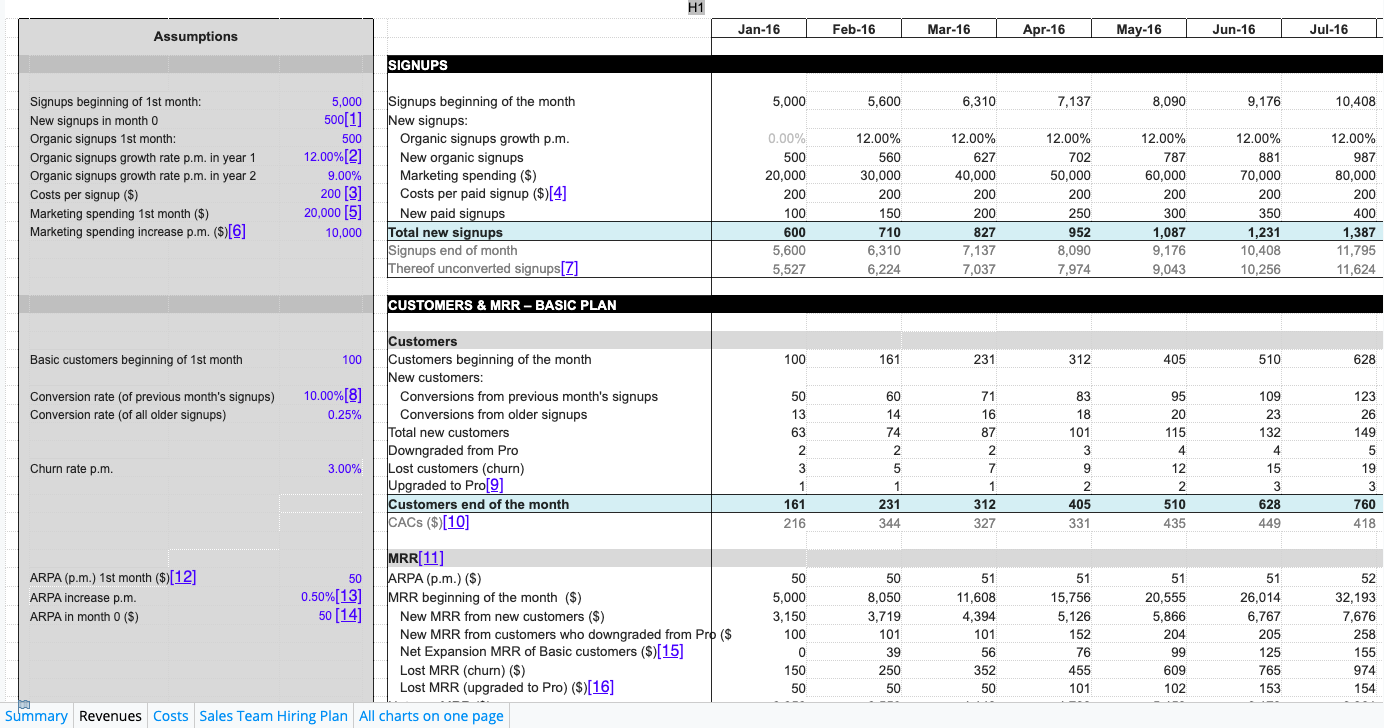 H1
Assumptions Jan-16 Feb-16 Mar-16 Apr-16 May-16 Jun-16 Jul-16
SIGNUPS
Signups beginning of 1st month: 5,000 Signups beginning of the month 5,000 5,600 6,310 7,137 8,090 9,176 10,408
New signups in month 0 500[1] New signups:
Organic signups 1st month: 500 Organic signups growth p.m. 0.00% 12.00% 12.00% 12.00% 12.00% 12.00% 12.00%
Organic signups growth rate p.m. in year 1 12.00%[2] New organic signups 500 560 627 702 787 881 987
Organic signups growth rate p.m. in year 2 9.00% Marketing spending ($) 20,000 30,000 40,000 50,000 60,000 70,000 80,000
Costs per signup ($) 200 [3] Costs per paid signup ($)[4] 200 200 200 200 200 200 200
Marketing spending 1st month ($) 20,000 [5] New paid signups 100 150 200 250 300 350 400
Marketing spending increase p.m. ($)[6] 10,000 Total new signups 600 710 827 952 1,087 1,231 1,387
Signups end of month 5,600 6,310 7,137 8,090 9,176 10,408 11,795
Thereof unconverted signups[7] 5,527 6,224 7,037 7,974 9,043 10,256 11,624
CUSTOMERS & MRR – BASIC PLAN
Customers
Basic customers beginning of 1st month 100 Customers beginning of the month 100 161 231 312 405 510 628
New customers:
Conversion rate (of previous month's signups) 10.00%[8] Conversions from previous month's signups 50 60 71 83 95 109 123
Conversion rate (of all older signups) 0.25% Conversions from older signups 13 14 16 18 20 23 26
Total new customers 63 74 87 101 115 132 149
Downgraded from Pro 2 2 2 3 4 4 5
Churn rate p.m. 3.00% Lost customers (churn) 3 5 7 9 12 15 19
Upgraded to Pro[9] 1 1 1 2 2 3 3
Customers end of the month 161 231 312 405 510 628 760
CACs ($)[10] 216 344 327 331 435 449 418
MRR[11]
ARPA (p.m.) 1st month ($)[12] 50 ARPA (p.m.) ($) 50 50 51 51 51 51 52
ARPA increase p.m. 0.50%[13] MRR beginning of the month ($) 5,000 8,050 11,608 15,756 20,555 26,014 32,193
ARPA in month 0 ($) 50 [14] New MRR from new customers ($) 3,150 3,719 4,394 5,126 5,866 6,767 7,676
New MRR from customers who downgraded from Pro ($ 100 101 101 152 204 205 258
Net Expansion MRR of Basic customers ($)[15] 0 39 56 76 99 125 155
Lost MRR (churn) ($) 150 250 352 455 609 765 974
Lost MRR (upgraded to Pro) ($)[16] 50 50 50 101 102 153 154
Summary Revenues Costs Sales Team Hiring Plan All charts on one page